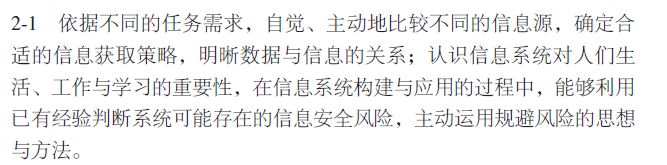 2-1 依据不同的任务需求，自觉、主动地比较不同的信息源，确定合
适的信息获取策略，明晰数据与信息的关系；认识信息系统对人们生
活、工作与学习的重要性，在信息系统构建与应用的过程中，能够利用
已有经验判断系统可能存在的信息安全风险，主动运用规避风险的思想
与方法。